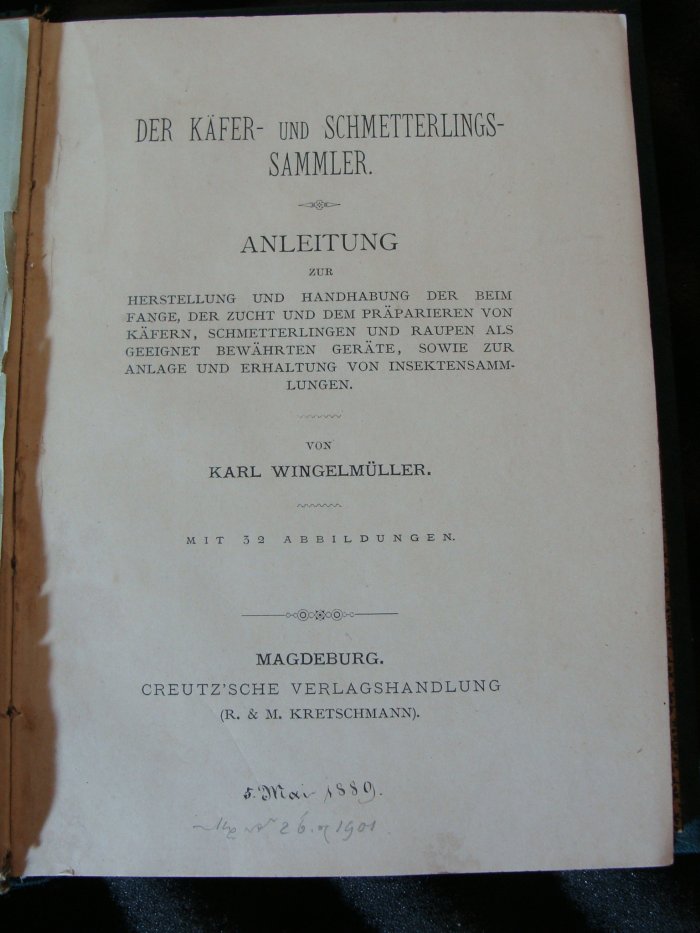 DER KÄFER- UND SCHMETTERLINGS-
SAMMLER.
ANLEITUNG
ZUR
HERSTELLUNG UND HANDHABUNG DER BEIM
FANGE, DER ZUCHT UND DEM PRÄPARIEREN VON
KÄFERN, SCHMETTERLINGEN UND RAUPEN ALS
GEEIGNET BEWÄHRTEN GERÄTE, SOWIE ZUR
ANLAGE UND ERHALTUNG VON INSEKTENSAMM-
LUNGEN.
VON
KARL WINGELMÜLLER.
MIT 32 ABBILDUNGEN.
MAGDEBURG.
CREUTZ'SCHE VERLAGSHANDLUNG
(R. & M. KRETSCHMANN).
5. Mai 1889.
1901